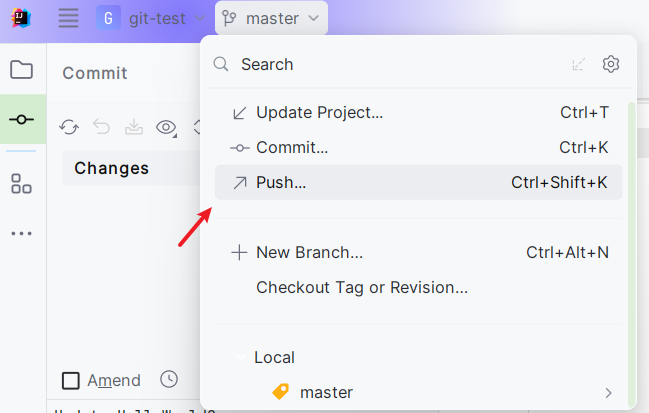 G git-test master
Commit
Search
Update Project... Ctrl+T
Commit... Ctrl+K
Changes
Push... Ctrl+Shift+K
New Branch... Ctrl+Alt+N
Checkout Tag or Revision...
Local
Amend
master